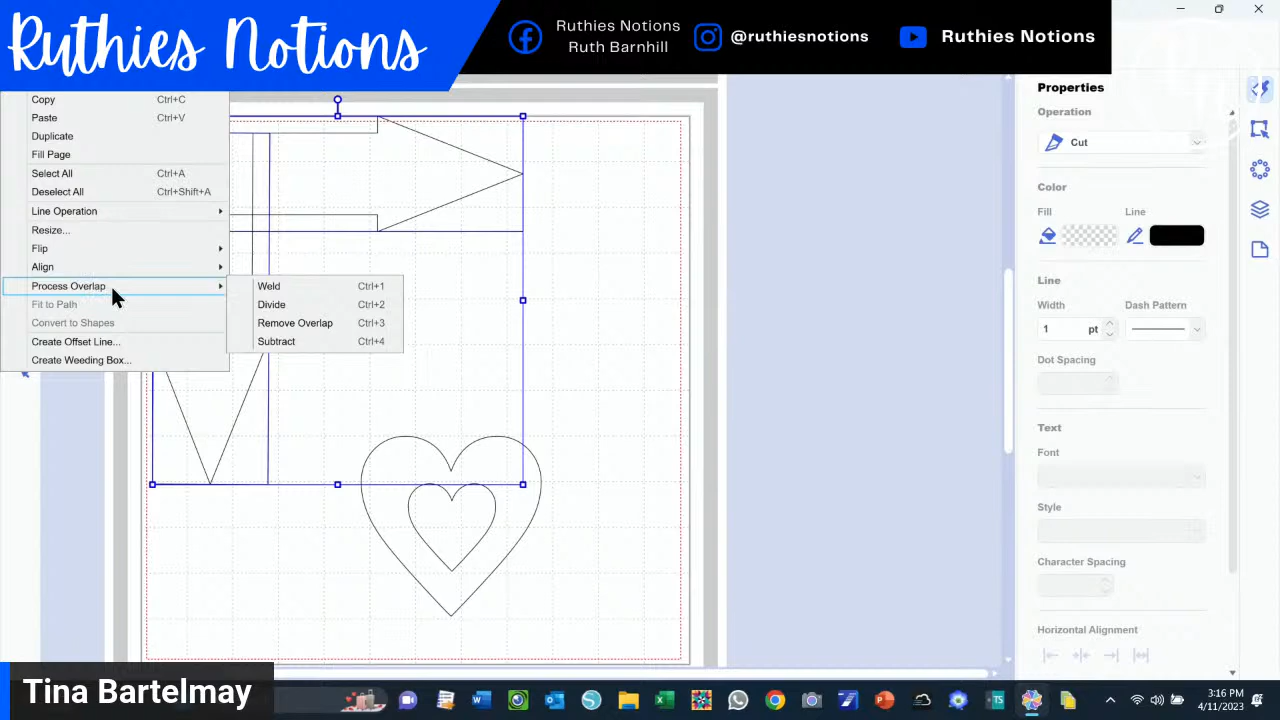 Ruthies Notions
Ruthies Notions
Ruth Barnhill
@ruthiesnotions
Ruthies Notions
Copy Ctrl+C
Paste Ctrl+V
Duplicate
Fill Page
Select All Ctrl+A
Deselect All Ctrl+Shift+A
Line Operation
Resize...
Flip
Align
Process Overlap
Fit to Path
Convert to Shapes
Create Offset Line...
Create Weeding Box...
Weld Ctrl+1
Divide Ctrl+2
Remove Overlap Ctrl+3
Subtract Ctrl+4
Properties
Operation
Cut
Color
Fill Line
Line
Width Dash Pattern
1 pt
Dot Spacing
Text
Font
Style
Character Spacing
Horizontal Alignment
Tina Bartelmay
3:16 PM
4/11/2023